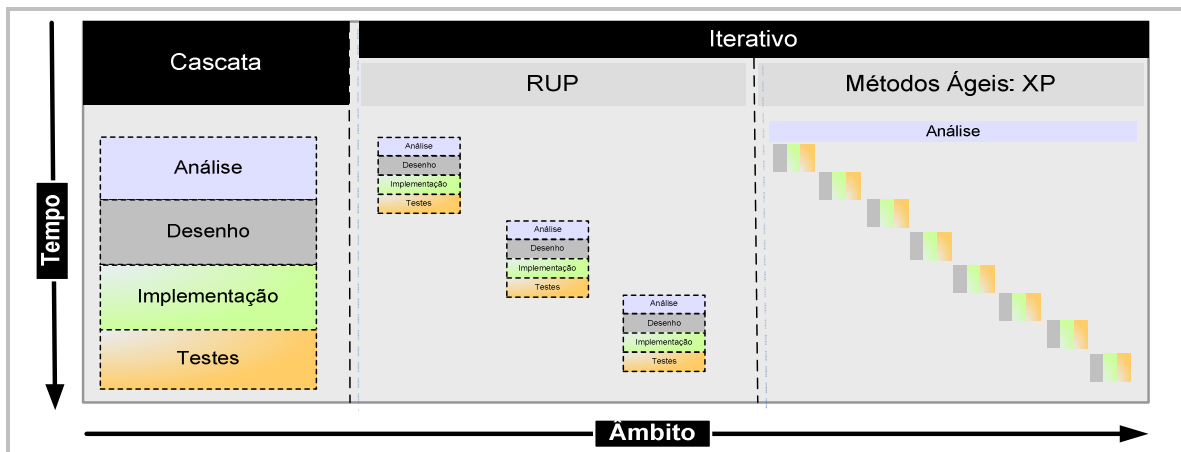 Cascata
Iterativo
RUP
Métodos Ágeis: XP
Tempo
Análise
Desenho
Implementação
Testes
Análise
Desenho
Implementação
Testes
Análise
Desenho
Implementação
Testes
Análise
Desenho
Implementação
Testes
Análise
Âmbito